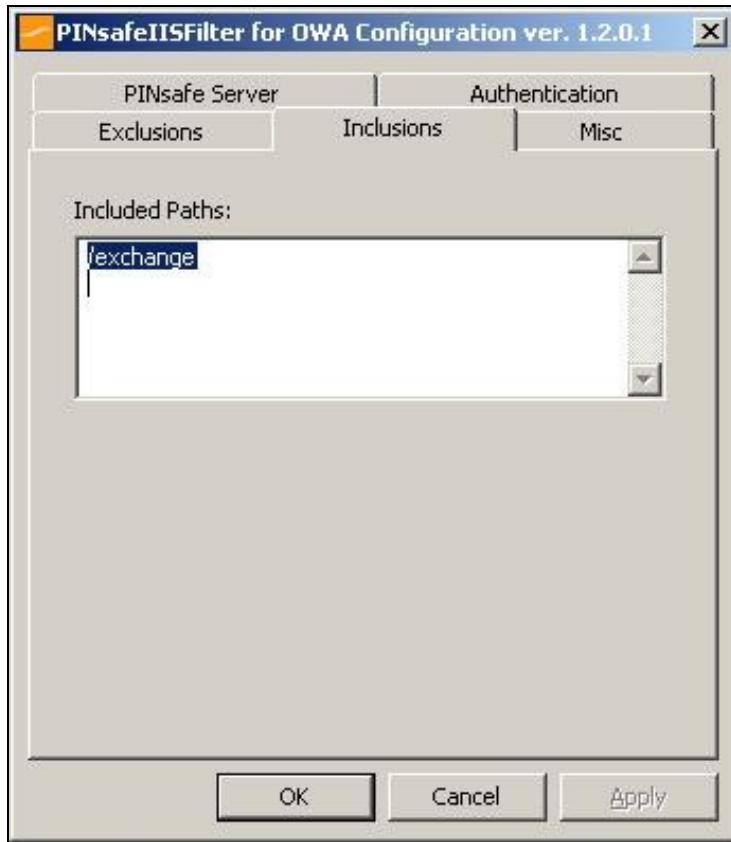 PINsafeIISFilter for OWA Configuration ver. 1.2.0.1
PINsafe Server
Authentication
Exclusions
Inclusions
Misc
Included Paths:
/exchange
OK
Cancel
Apply